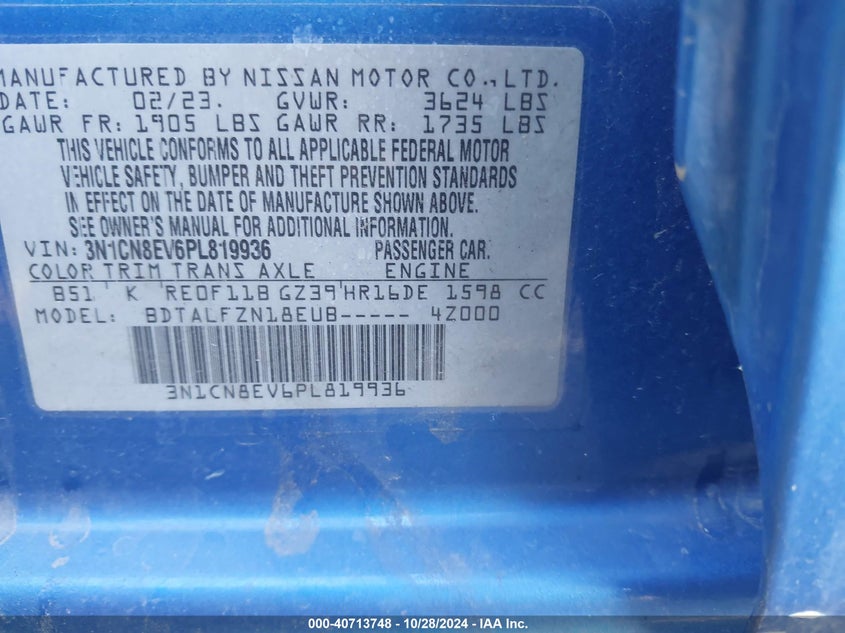 MANUFACTURED BY NISSAN MOTOR CO., LTD.
DATE: 02/23. GVWR: 3624 LBS
GAWR FR: 1905 LBS GAWR RR: 1735 LBS
THIS VEHICLE CONFORMS TO ALL APPLICABLE FEDERAL MOTOR
VEHICLE SAFETY, BUMPER AND THEFT PREVENTION STANDARDS
IN EFFECT ON THE DATE OF MANUFACTURE SHOWN ABOVE.
SEE OWNER'S MANUAL FOR ADDITIONAL INFORMATION.
VIN: 3N1CN8EV6PL819936 PASSENGER CAR.
COLOR TRIM TRANS AXLE ENGINE
B51 K RE0F11B GZ39 HR16DE 1598 CC
MODEL: BDTALFZN18EUB----- 4Z000
3N1CN8EV6PL819936
000-40713748 - 10/28/2024 - IAA Inc.